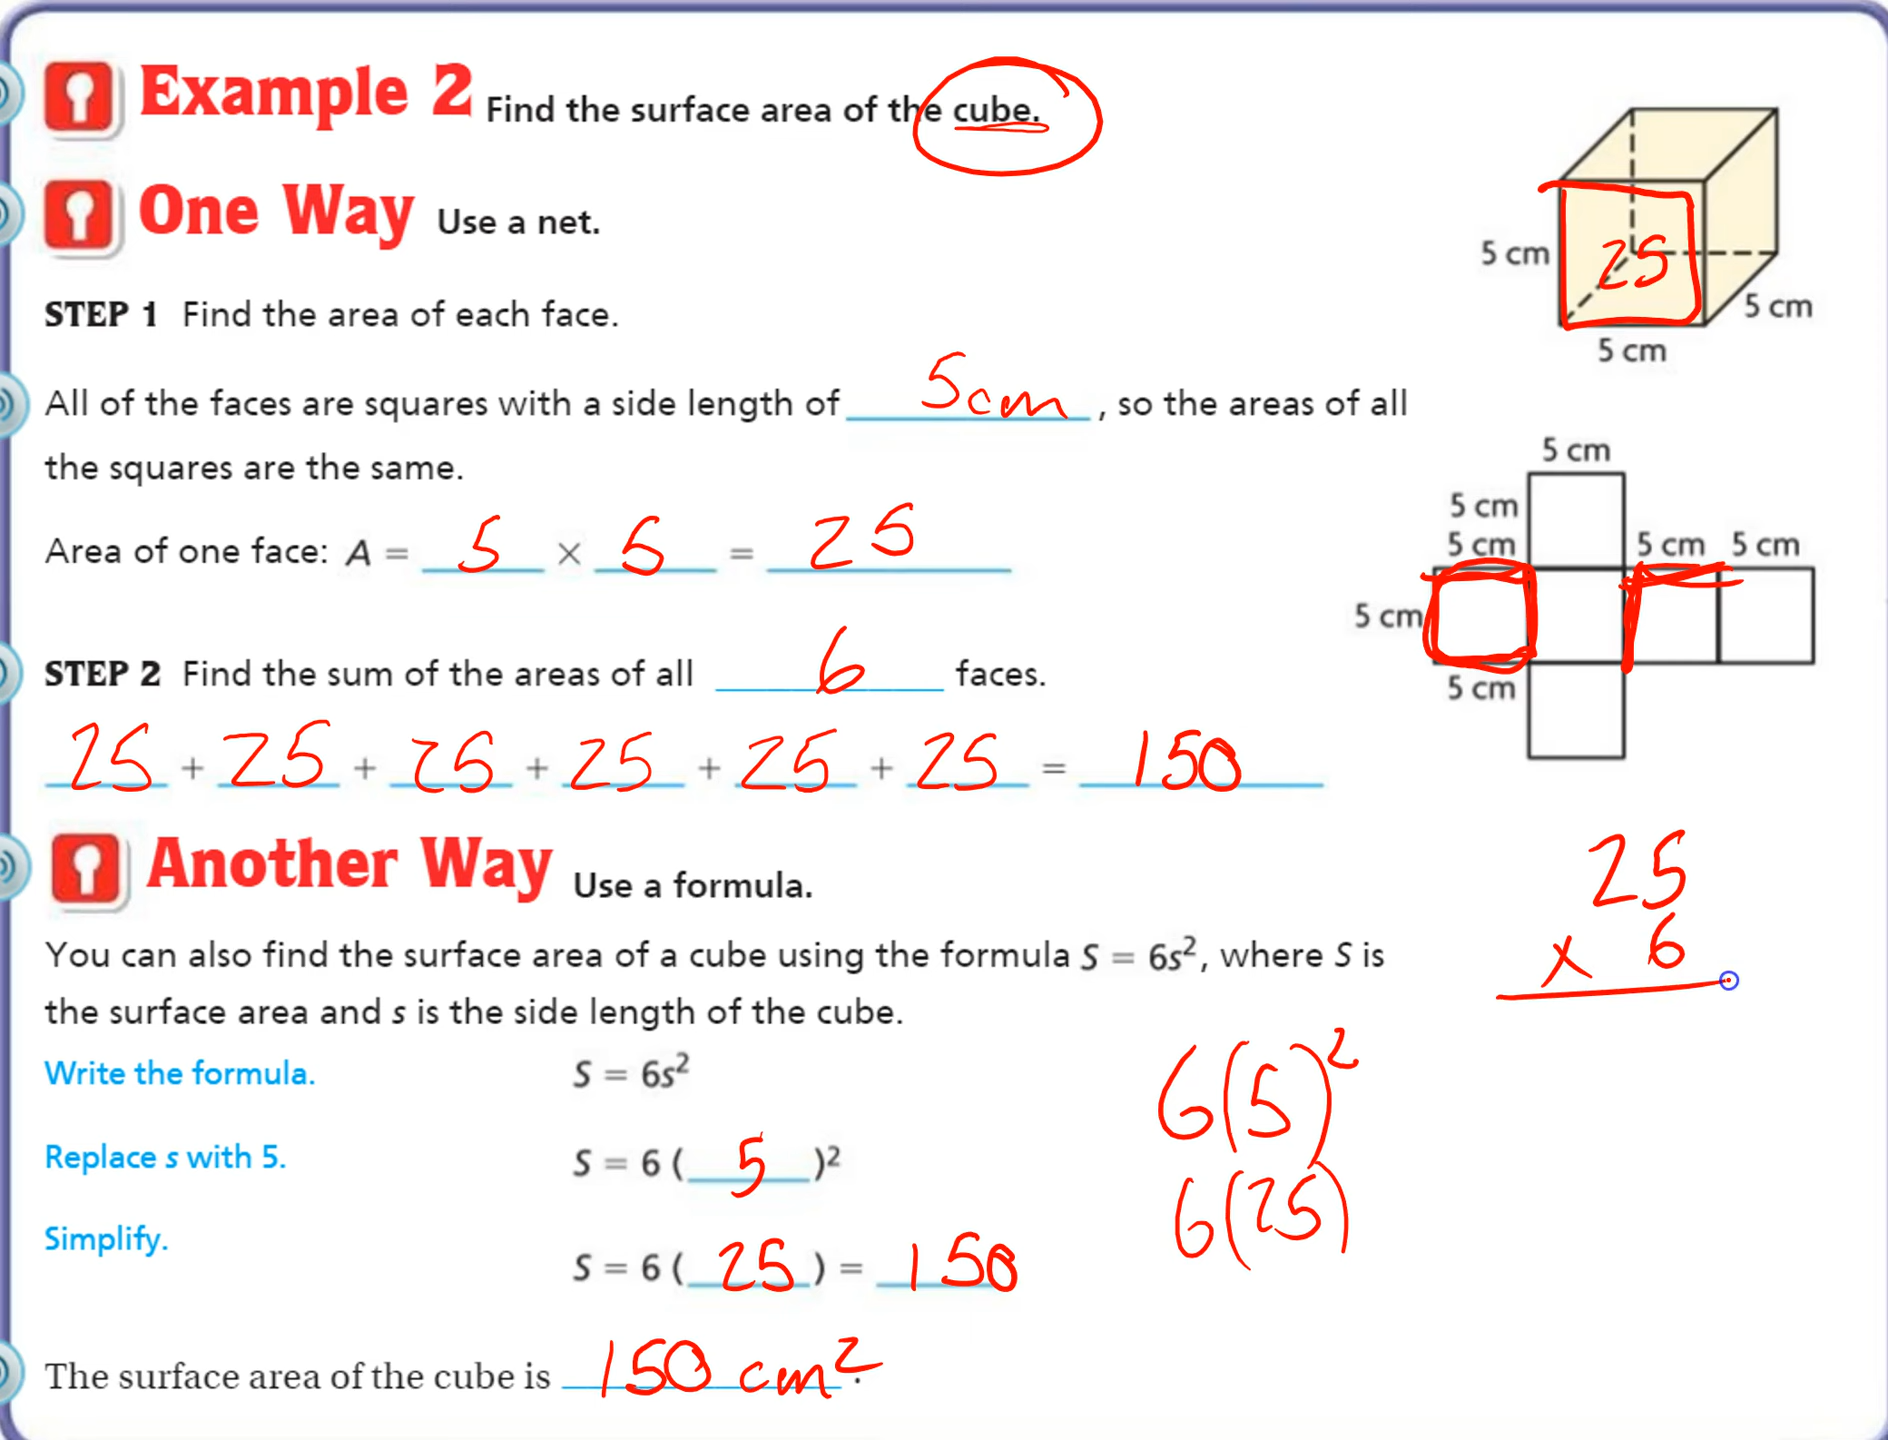 Example 2 Find the surface area of the cube.
One Way Use a net.
STEP 1 Find the area of each face.
All of the faces are squares with a side length of 5cm, so the areas of all
the squares are the same.
Area of one face: A = 5 × 5 = 25
STEP 2 Find the sum of the areas of all 6 faces.
25 + 25 + 25 + 25 + 25 + 25 = 150
25
5 cm
5 cm
5 cm
5 cm
5 cm
5 cm 5 cm 5 cm
5 cm
5 cm
Another Way Use a formula.
You can also find the surface area of a cube using the formula S = 6s², where S is
the surface area and s is the side length of the cube.
Write the formula. S = 6s²
Replace s with 5. S = 6 ( 5 )²
Simplify.
S = 6 ( 25 ) = 150
The surface area of the cube is 150 cm².
25
x 6
6(5)²
6(25)